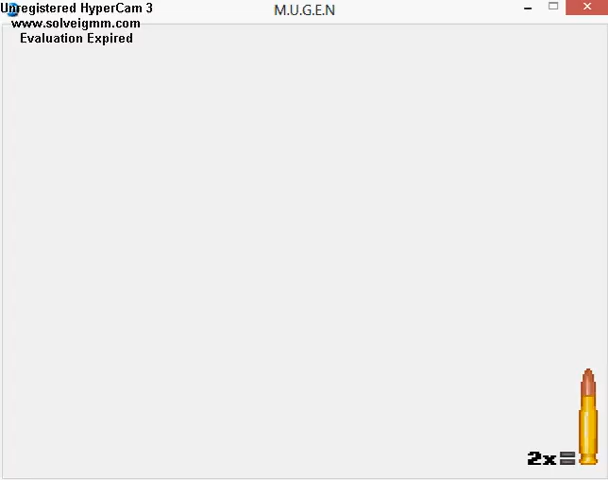 Unregistered HyperCam 3
M.U.G.E.N
www.solveigmm.com
Evaluation Expired
2x=